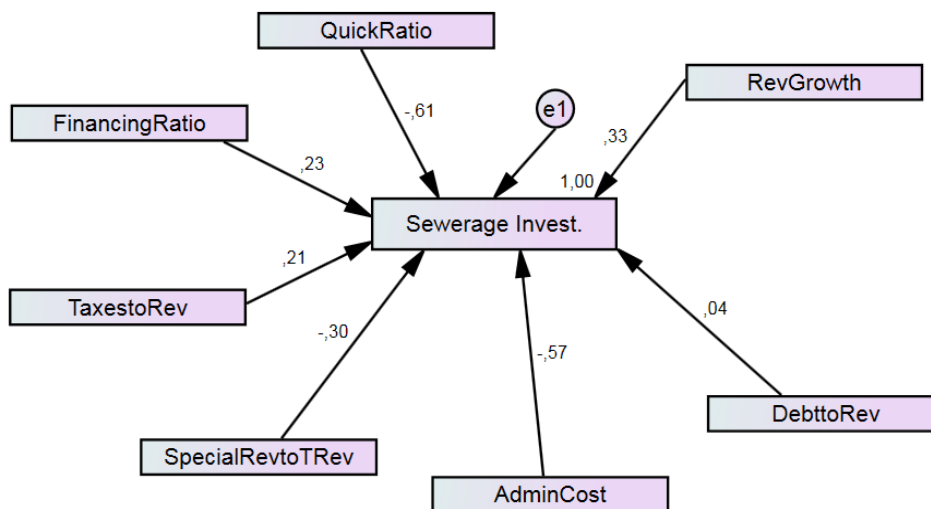 QuickRatio
RevGrowth
e1
-,61
,33
FinancingRatio
,23
1,00
Sewerage Invest.
,21
TaxestoRev
,04
-,30
-,57
DebttoRev
SpecialRevtoTRev
AdminCost